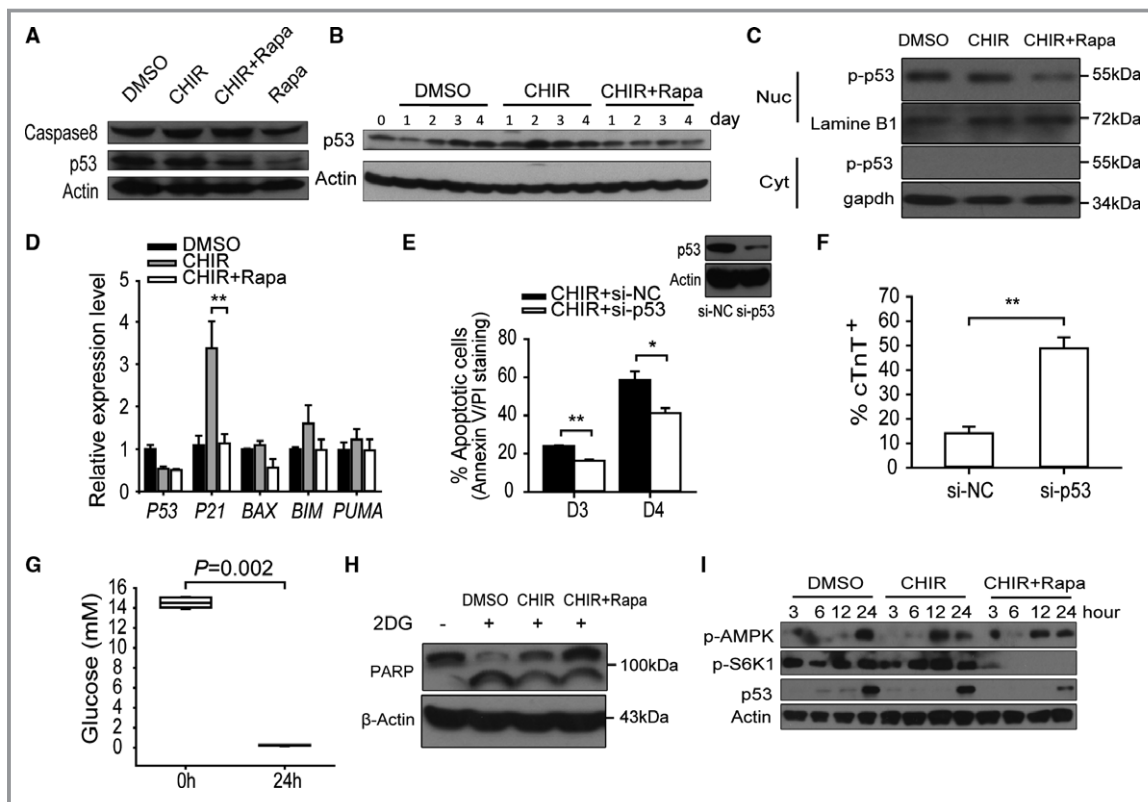 A
DMSO CHIR CHIR+Rapa Rapa
Caspase8
p53
Actin
B
DMSO CHIR CHIR+Rapa
0 1 2 3 4 1 2 3 4 1 2 3 4 day
p53
Actin
C
DMSO CHIR CHIR+Rapa
Nuc
p-p53 55kDa
Lamine B1 72kDa
Cyt
p-p53 55kDa
gapdh 34kDa
D
DMSO
CHIR
CHIR+Rapa
Relative expression level
5
4
3
2
1
0
**
P53 P21 BAX BIM PUMA
E
p53
Actin
si-NC si-p53
CHIR+si-NC
CHIR+si-p53
% Apoptotic cells
(Annexin V/PI staining)
80
60
40
20
0
**
*
D3 D4
F
% cTnT+
60
50
40
30
20
10
0
**
si-NC si-p53
G
P=0.002
Glucose (mM)
16
14
12
10
8
6
4
2
0
0h 24h
H
DMSO CHIR CHIR+Rapa
2DG - + + +
PARP 100kDa
β-Actin 43kDa
I
DMSO CHIR CHIR+Rapa
3 6 12 24 3 6 12 24 3 6 12 24 hour
p-AMPK
p-S6K1
p53
Actin